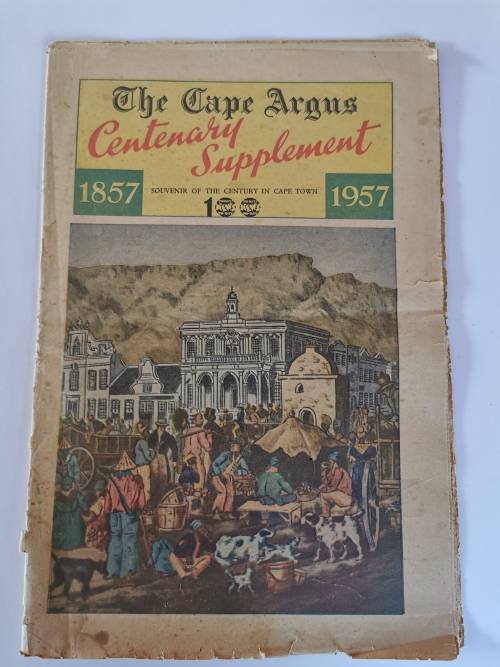 The Cape Argus
Centenary
Supplement
1857
SOUVENIR OF THE CENTURY IN CAPE TOWN
1957
100